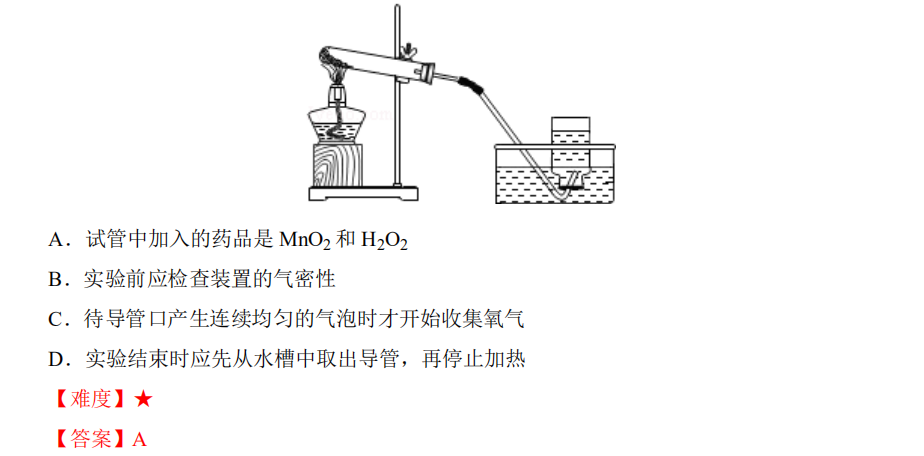 A．试管中加入的药品是 MnO₂ 和 H₂O₂
B．实验前应检查装置的气密性
C．待导管口产生连续均匀的气泡时才开始收集氧气
D．实验结束时应先从水槽中取出导管，再停止加热
【难度】★
【答案】A